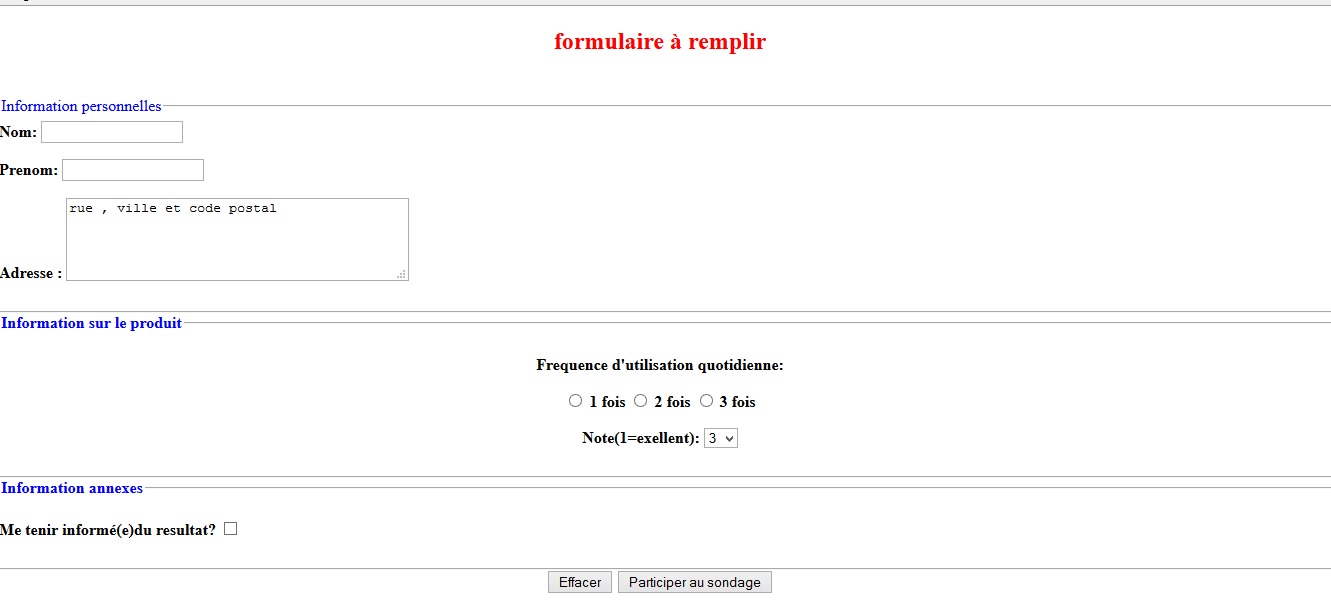 formulaire à remplir
Information personnelles
Nom:
Prenom:
rue , ville et code postal
Adresse :
Information sur le produit
Frequence d'utilisation quotidienne:
1 fois 2 fois 3 fois
Note(1=exellent): 3
Information annexes
Me tenir informé(e)du resultat?
Effacer Participer au sondage